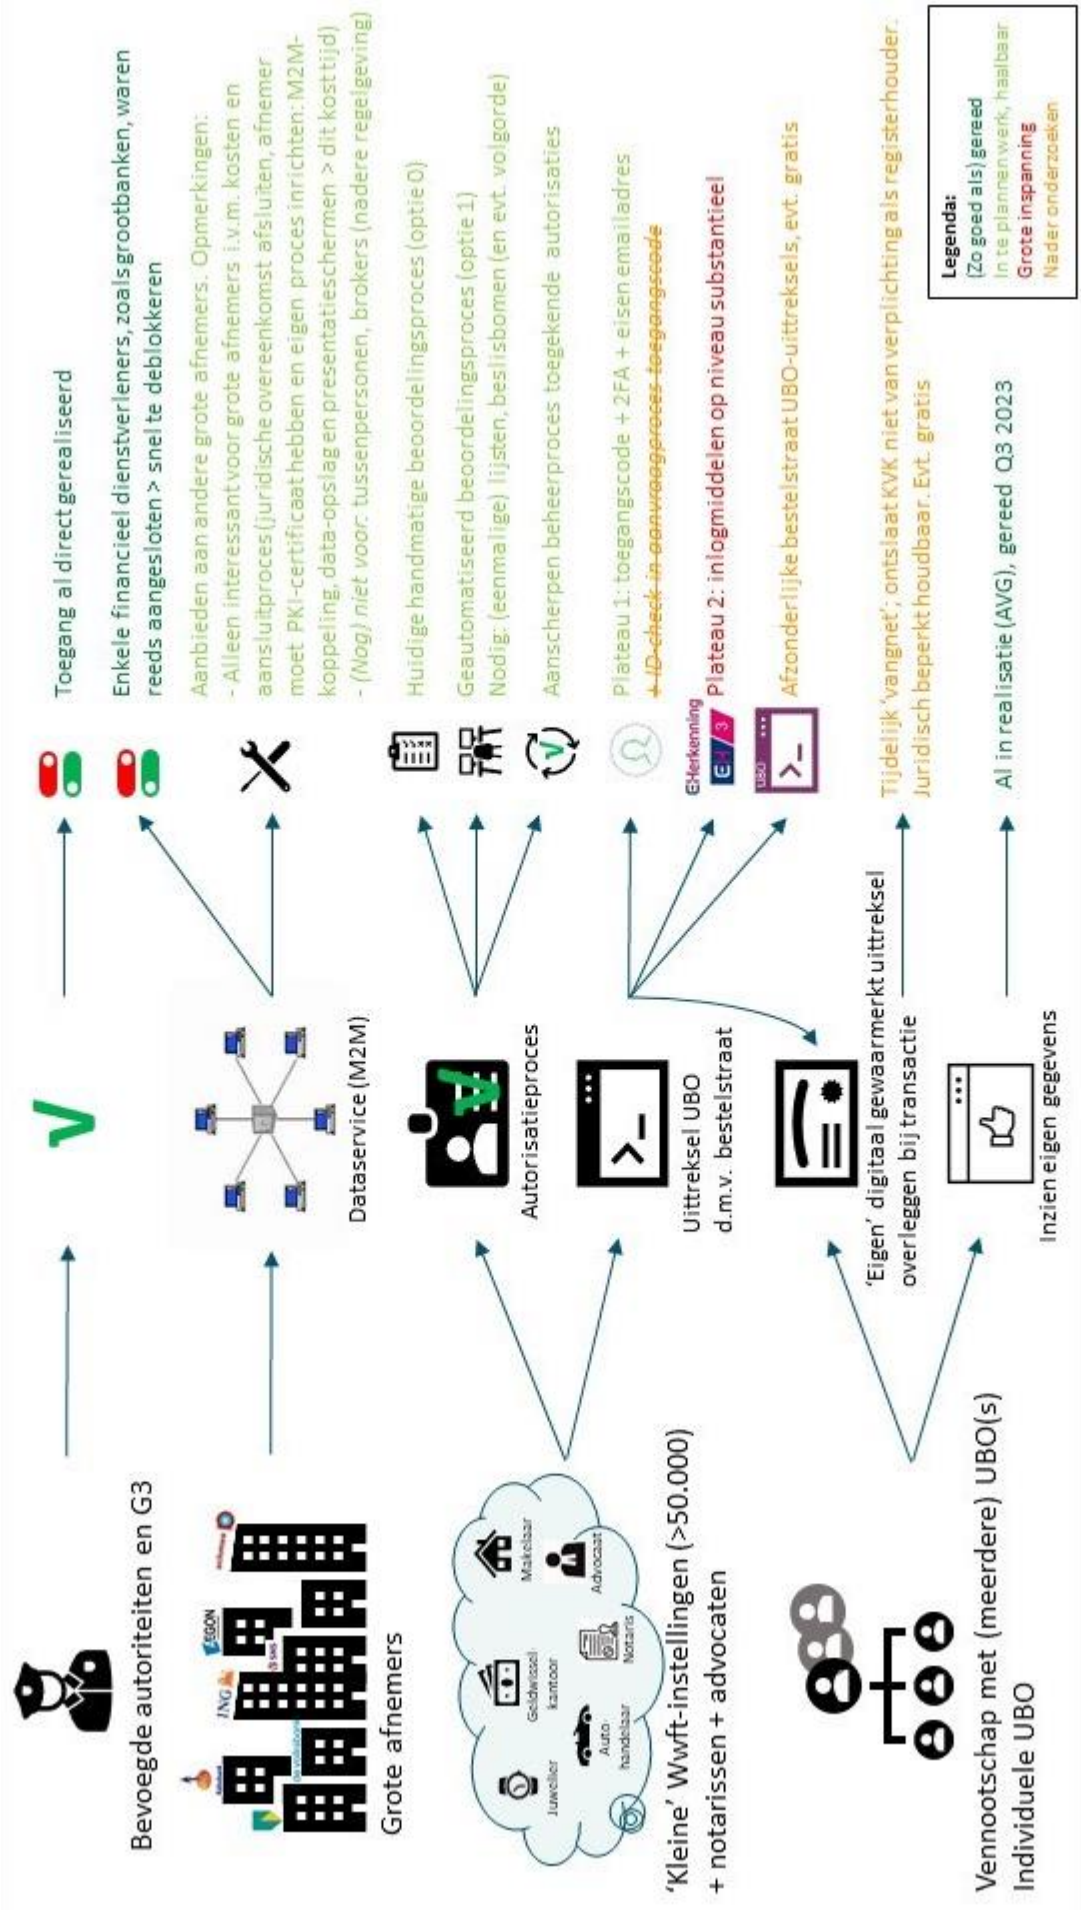 Bevoegde autoriteiten en G3
Toegang al direct gerealiseerd
Rabobank
de volksbank
ING
SNS
AEGON
Grote afnemers
Dataservice (M2M)
Enkele financieel dienstverleners, zoals grootbanken, waren
reeds aangesloten > snel te deblokkeren
Aanbieden aan andere grote afnemers. Opmerkingen:
- Alleen interessant voor grote afnemers i.v.m. kosten en
aansluitproces (juridische overeenkomst afsluiten, afnemer
moet PKI-certificaat hebben en eigen proces inrichten: M2M-
koppeling, data-opslag en presentatieschermen > dit kost tijd)
- (Nog) niet voor: tussenpersonen, brokers (nadere regelgeving)
Juwelier
Geldwissel
kantoor
Makelaar
Auto
handelaar
Notaris
Advocaat
'Kleine' Wwft-instellingen (>50.000)
+ notarissen + advocaten
Autorisatieproces
Huidige handmatige beoordelingsproces (optie 0)
Geautomatiseerd beoordelingsproces (optie 1)
Nodig: (eenmalige) lijsten, beslisbomen (en evt. volgorde)
Aanscherpen beheerproces toegekende autorisaties
Uittreksel UBO
d.m.v. bestelstraat
Plateau 1: toegangscode + 2FA + eisen emailadres
+ ID-check in aanvraagproces toegangscode
eHerkenning
EH 3
Plateau 2: inlogmiddelen op niveau substantieel
UBO
Afzonderlijke bestelstraat UBO-uittreksels, evt. gratis
Vennootschap met (meerdere) UBO(s)
Individuele UBO
'Eigen' digitaal gewaarmerkt uittreksel
overleggen bij transactie
Tijdelijk 'vangnet'; ontslaat KVK niet van verplichting als registerhouder.
Juridisch beperkt houdbaar. Evt. gratis
Inzien eigen gegevens
Al in realisatie (AVG), gereed Q3 2023
Legenda:
(Zo goed als) gereed
In te plannen werk, haalbaar
Grote inspanning
Nader onderzoeken